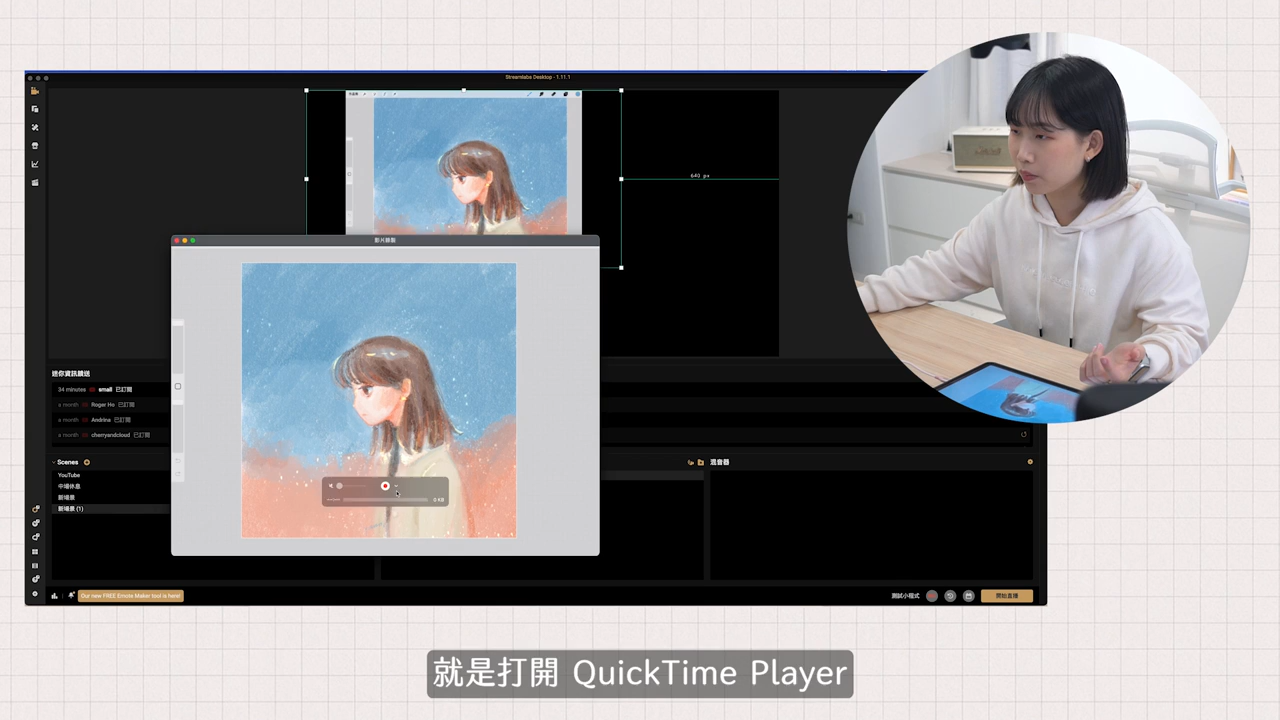 Streamlabs Desktop - 1.11.1
640 px
影片錄製
迷你資訊饋送
34 minutes small 已訂閱
a month Roger Ho 已訂閱
a month Andrina 已訂閱
a month cherryandcloud 已訂閱
Scenes
混音器
YouTube
中場休息
新場景
新場景 (1)
0 KB
Our new FREE Emote Maker tool is here!
測試小程式
開始直播
就是打開 QuickTime Player